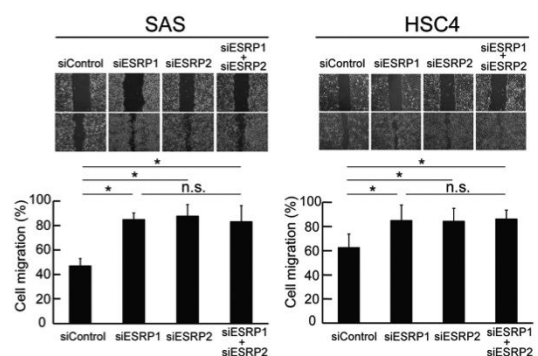 SAS
siControl siESRP1 siESRP2 siESRP1
+
siESRP2
*
*
* n.s.
Cell migration (%)
100
80
60
40
20
0
siControl siESRP1 siESRP2 siESRP1
+
siESRP2
HSC4
siControl siESRP1 siESRP2 siESRP1
+
siESRP2
*
*
* n.s.
Cell migration (%)
100
80
60
40
20
0
siControl siESRP1 siESRP2 siESRP1
+
siESRP2